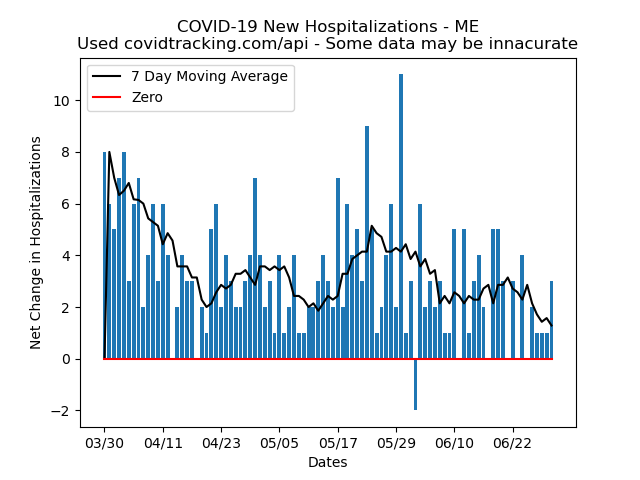 COVID-19 New Hospitalizations - ME
Used covidtracking.com/api - Some data may be innacurate
7 Day Moving Average
Zero
Net Change in Hospitalizations
10
8
6
4
2
0
−2
03/30 04/11 04/23 05/05 05/17 05/29 06/10 06/22
Dates